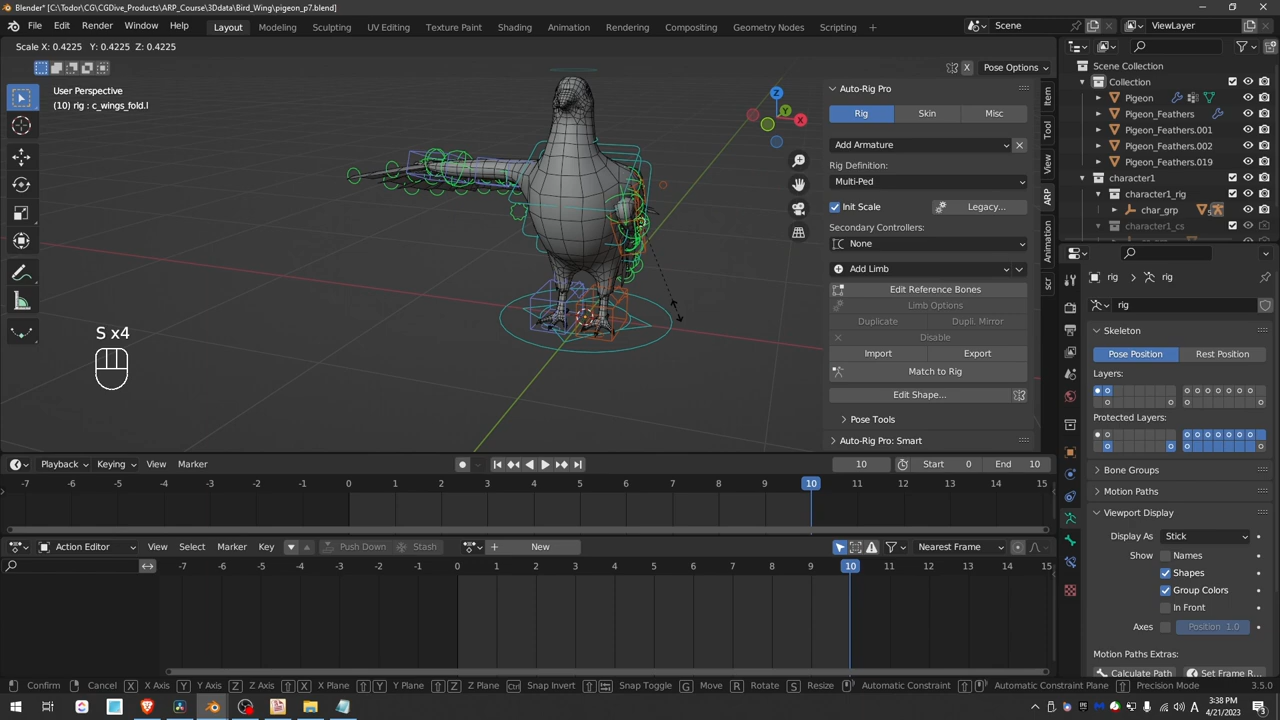 Blender* [C:\Todor\CG\CGDive_Products\ARP_Course\3Ddata\Bird_Wing\pigeon_p7.blend]
File Edit Render Window Help Layout Modeling Sculpting UV Editing Texture Paint Shading Animation Rendering Compositing Geometry Nodes Scripting Scene ViewLayer
Scale X: 0.4225 Y: 0.4225 Z: 0.4225
X Pose Options
User Perspective
(10) rig : c_wings_fold.l
Z Y X
S x4
Item
Tool
View
ARP
Animation
scr
Auto-Rig Pro
Rig Skin Misc
Add Armature
Rig Definition:
Multi-Ped
Init Scale Legacy...
Secondary Controllers:
None
Add Limb
Edit Reference Bones
Limb Options
Duplicate Dupli. Mirror
Disable
Import Export
Match to Rig
Edit Shape...
Pose Tools
Auto-Rig Pro: Smart
Scene Collection
Collection
Pigeon
Pigeon_Feathers
Pigeon_Feathers.001
Pigeon_Feathers.002
Pigeon_Feathers.019
character1
character1_rig
char_grp
character1_cs
rig rig
rig
Skeleton
Pose Position Rest Position
Layers:
Protected Layers:
Bone Groups
Motion Paths
Viewport Display
Display As Stick
Show Names
Shapes
Group Colors
In Front
Axes Position 1.0
Motion Paths Extras:
Calculate Path Set Frame R...
Playback Keying View Marker 10 Start 0 End 10
-7 -6 -5 -4 -3 -2 -1 0 1 2 3 4 5 6 7 8 9 10 11 12 13 14 15
Action Editor View Select Marker Key Push Down Stash New Nearest Frame
-7 -6 -5 -4 -3 -2 -1 0 1 2 3 4 5 6 7 8 9 10 11 12 13 14 15
Confirm Cancel X X Axis Y Y Axis Z Z Axis X X Plane Y Y Plane Z Z Plane Ctrl Snap Invert Snap Toggle G Move R Rotate S Resize Automatic Constraint Automatic Constraint Plane Precision Mode 3.5.0
3:38 PM
4/21/2023